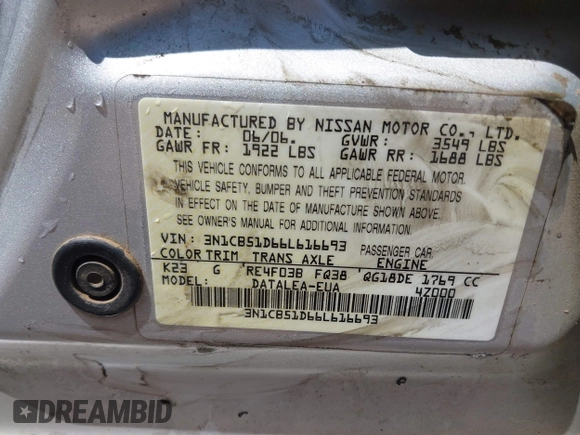 MANUFACTURED BY NISSAN MOTOR CO., LTD.
DATE: 06/06. GVWR: 3549 LBS
GAWR FR: 1922 LBS GAWR RR: 1688 LBS
THIS VEHICLE CONFORMS TO ALL APPLICABLE FEDERAL MOTOR
VEHICLE SAFETY, BUMPER AND THEFT PREVENTION STANDARDS
IN EFFECT ON THE DATE OF MANUFACTURE SHOWN ABOVE.
SEE OWNER'S MANUAL FOR ADDITIONAL INFORMATION.
VIN: 3N1CB51D66L616693 PASSENGER CAR
COLOR TRIM TRANS AXLE ENGINE
K23 G RE4F03B FQ38 QG18DE 1769 CC
MODEL: DATALEA-EUA 4Z000
3N1CB51D66L616693
DREAMBID